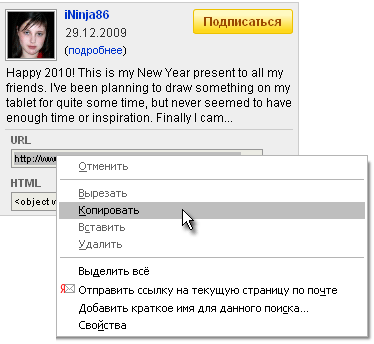 iNinja86
Подписаться
29.12.2009
(подробнее)
Happy 2010! This is my New Year present to all my
friends. I've been planning to draw something on my
tablet for quite some time, but never seemed to have
enough time or inspiration. Finally I cam...
URL
http://www
HTML
<object w
Отменить
Вырезать
Копировать
Вставить
Удалить
Выделить всё
Отправить ссылку на текущую страницу по почте
Добавить краткое имя для данного поиска...
Свойства